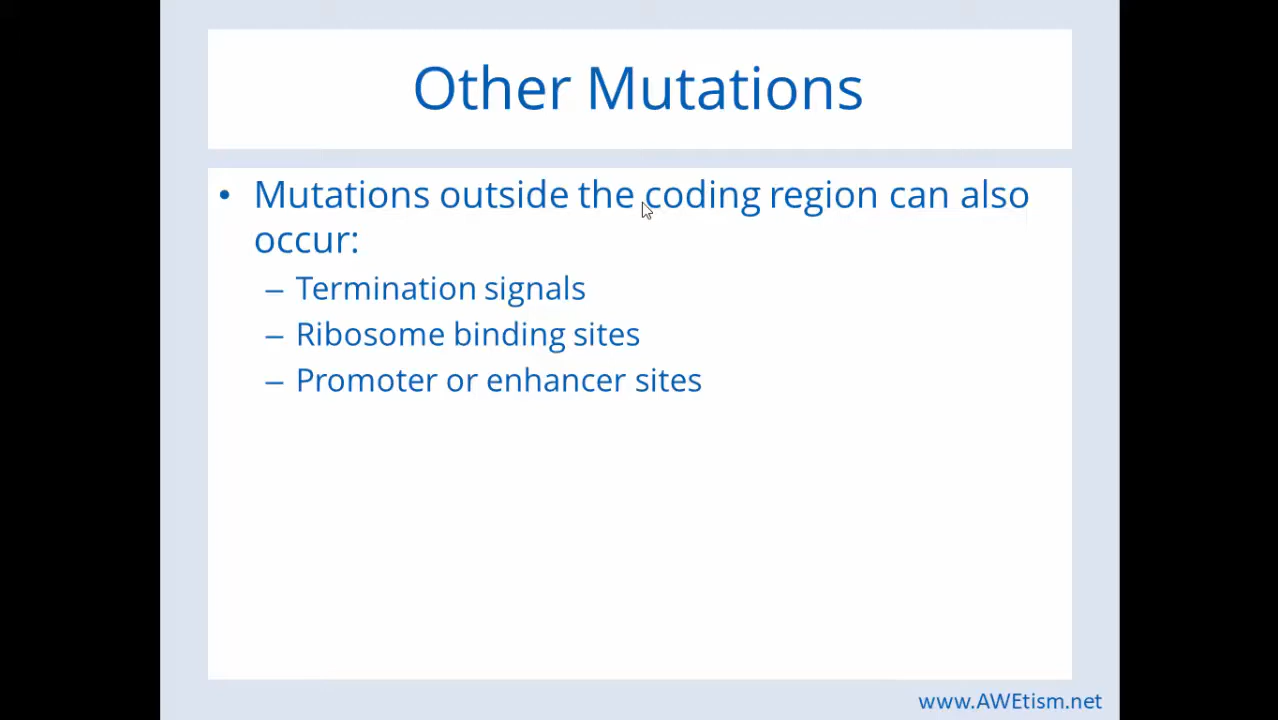 Other Mutations
• Mutations outside the coding region can also
occur:
– Termination signals
– Ribosome binding sites
– Promoter or enhancer sites
www.AWEtism.net